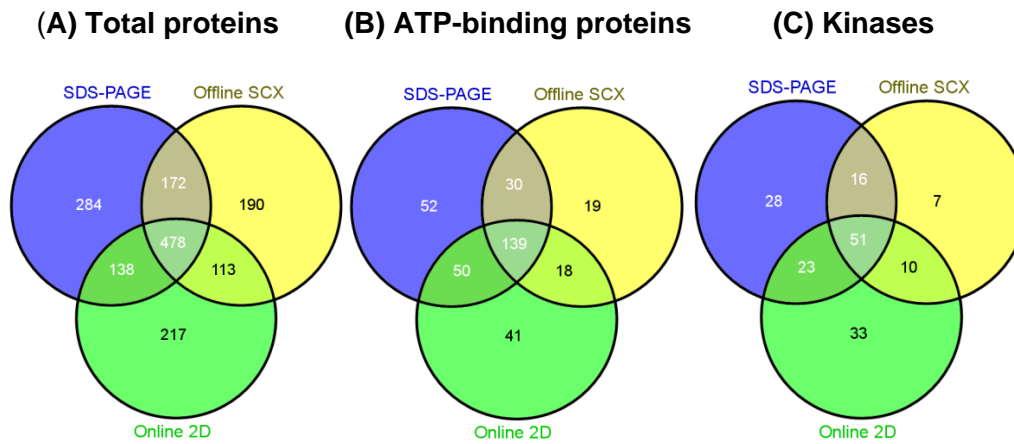 (A) Total proteins
SDS-PAGE
Offline SCX
172
284
190
478
138
113
217
Online 2D
(B) ATP-binding proteins
SDS-PAGE
Offline SCX
30
52
19
139
50
18
41
Online 2D
(C) Kinases
SDS-PAGE
Offline SCX
16
28
7
51
23
10
33
Online 2D